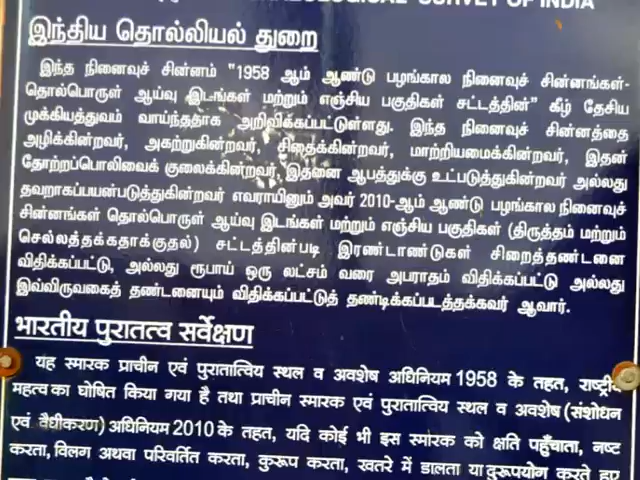 SURVEY OF INDIA
இந்திய தொல்லியல் துறை
இந்த நினைவுச் சின்னம் "1958 ஆம் ஆண்டு பழங்கால நினைவுச் சின்னங்கள்-
தொல்பொருள் ஆய்வு இடங்கள் மற்றும் எஞ்சிய பகுதிகள் சட்டத்தின்" கீழ் தேசிய
முக்கியத்துவம் வாய்ந்ததாக அறிவிக்கப்பட்டுள்ளது. இந்த நினைவுச் சின்னத்தை
அழிக்கின்றவர், அகற்றுகின்றவர், சிதைக்கின்றவர், மாற்றியமைக்கின்றவர், இதன்
தோற்றப்பொலிவைக் குலைக்கின்றவர், இதனை ஆபத்துக்கு உட்படுத்துகின்றவர் அல்லது
தவறாகப்பயன்படுத்துகின்றவர் எவராயினும் அவர் 2010-ஆம் ஆண்டு பழங்கால நினைவுச்
சின்னங்கள் தொல்பொருள் ஆய்வு இடங்கள் மற்றும் எஞ்சிய பகுதிகள் (திருத்தம் மற்றும்
செல்லத்தக்கதாக்குதல்) சட்டத்தின்படி இரண்டாண்டுகள் சிறைத்தண்டனை
விதிக்கப்பட்டு, அல்லது ரூபாய் ஒரு லட்சம் வரை அபராதம் விதிக்கப்பட்டு அல்லது
இவ்விருவகைத் தண்டனையும் விதிக்கப்பட்டுத் தண்டிக்கப்படத்தக்கவர் ஆவார்.
भारतीय पुरातत्व सर्वेक्षण
यह स्मारक प्राचीन एवं पुरातात्विय स्थल व अवशेष अधिनियम 1958 के तहत, राष्ट्रीय
महत्व का घोषित किया गया है तथा प्राचीन स्मारक एवं पुरातात्विय स्थल व अवशेष (संशोधन
एवं वैधीकरण) अधिनियम 2010 के तहत, यदि कोई भी इस स्मारक को क्षति पहुँचाता, नष्ट
करता, विलग अथवा परिवर्तित करता, कुरूप करता, खतरे में डालता या दुरूपयोग करते हुए